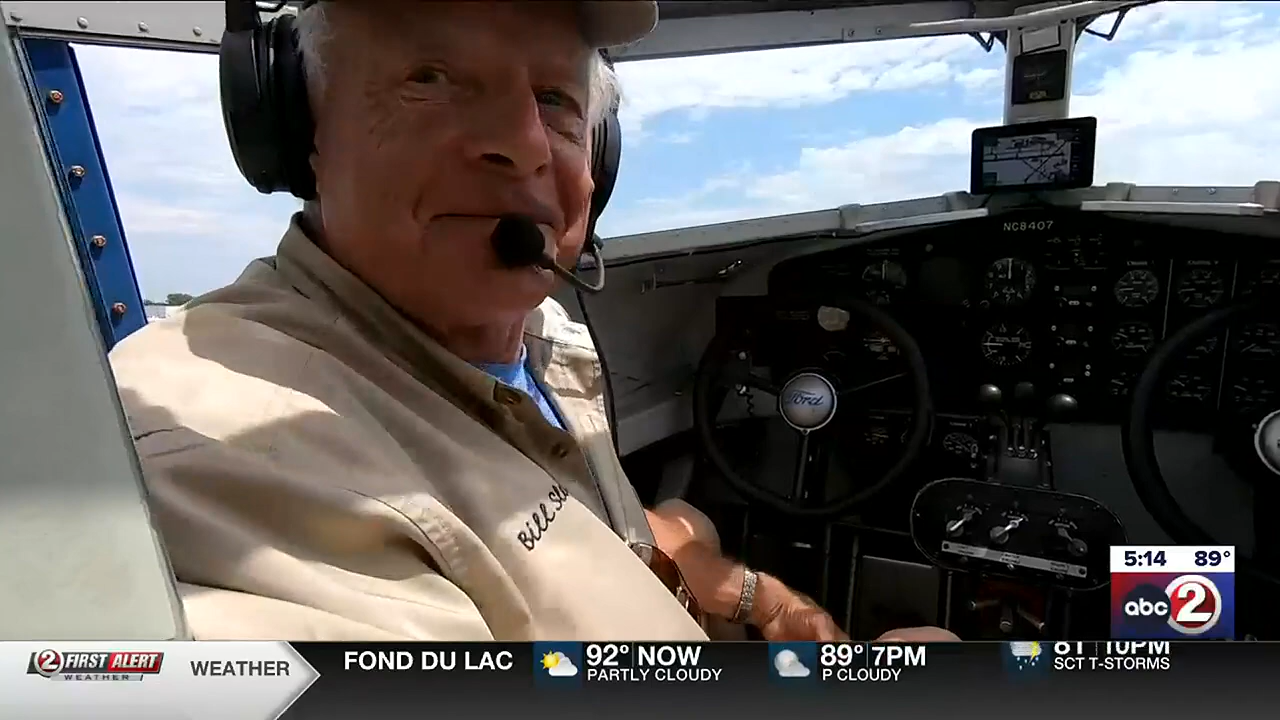 NC8407
Ford
Bill
5:14 89°
abc 2
2 FIRST ALERT
WEATHER
WEATHER
FOND DU LAC
92° NOW
PARTLY CLOUDY
89° 7PM
P CLOUDY
81 10PM
SCT T-STORMS